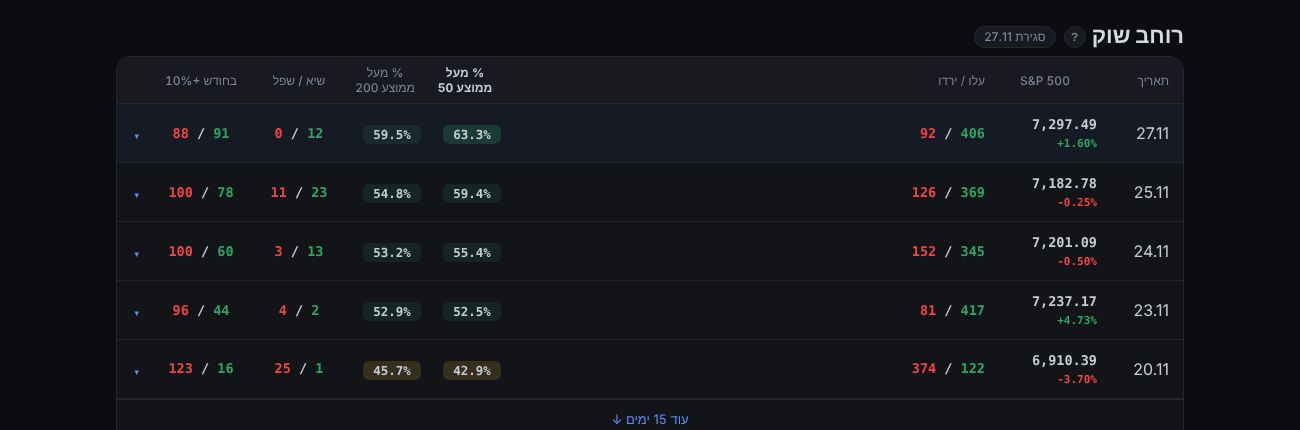 רוחב שוק ? סגירת 27.11
תאריך S&P 500 עלו / ירדו % מעל ממוצע 50 % מעל ממוצע 200 שיא / שפל בחודש +10%
27.11 7,297.49 +1.60% 406 / 92 63.3% 59.5% 12 / 0 91 / 88 ▾
25.11 7,182.78 -0.25% 369 / 126 59.4% 54.8% 23 / 11 78 / 100 ▾
24.11 7,201.09 -0.50% 345 / 152 55.4% 53.2% 13 / 3 60 / 100 ▾
23.11 7,237.17 +4.73% 417 / 81 52.5% 52.9% 2 / 4 44 / 96 ▾
20.11 6,910.39 -3.70% 122 / 374 42.9% 45.7% 1 / 25 16 / 123 ▾
עוד 15 ימים ↓